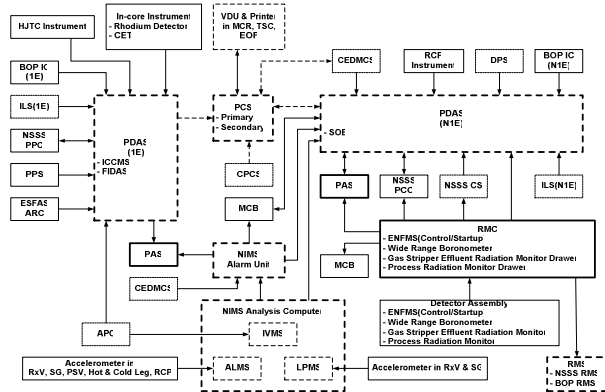 HJTC Instrument
In-core Instrument
- Rhodium Detector
- CET
VDU & Printer
in MCR, TSC,
EOF
BOP IC
(1E)
CEDMCS
RCP
Instrument
DPS
BOP IC
(N1E)
ILS(1E)
PDAS
(1E)
- ICCMS
- FIDAS
PCS
- Primary
- Secondary
PDAS
(N1E)
- SOE
NSSS
PPC
PPS
ESFAS
ARC
CPCS
MCB
PAS
NSSS
PCC
NSSS CS
ILS(N1E)
PAS
NIMS
Alarm Unit
MCB
RMC
- ENFMS(Control/Startup
- Wide Range Boronometer
- Gas Stripper Effluent Radiation Monitor Drawer
- Process Radiation Monitor Drawer
CEDMCS
NIMS Analysis Computer
APC
IVMS
Detector Assembly
- ENFMS(Control/Startup
- Wide Range Boronometer
- Gas Stripper Effluent Radiation Monitor
- Process Radiation Monitor
Accelerometer in
RxV, SG, PSV, Hot & Cold Leg, RCP
ALMS
LPMS
Accelerometer in RxV & SG
RMS
- NSSS RMS
- BOP RMS